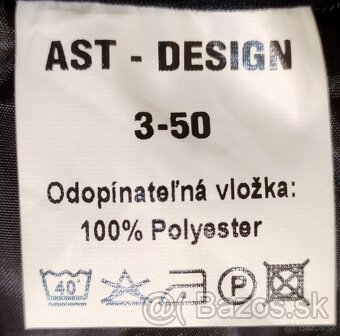 AST - DESIGN
3-50
Odopínateľná vložka:
100% Polyester
40° P
Bazos.sk